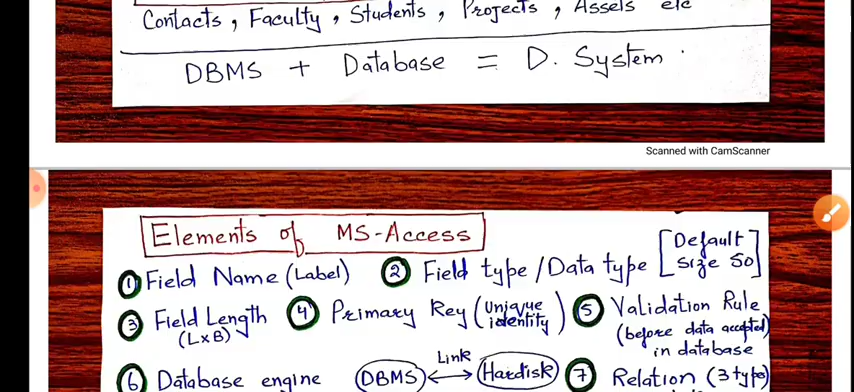 Contacts, Faculty, Students, Projects, Assets etc
DBMS + Database = D. System
Scanned with CamScanner
Elements of MS-Access
① Field Name (Label) ② Field type/Data type [Default size 50]
③ Field Length (LxB) ④ Primary Key (Uniqye identity) ⑤ Validation Rule (before data accepted in database
⑥ Database engine DBMS ⟷ Link Hardisk ⑦ Relation (3 type)